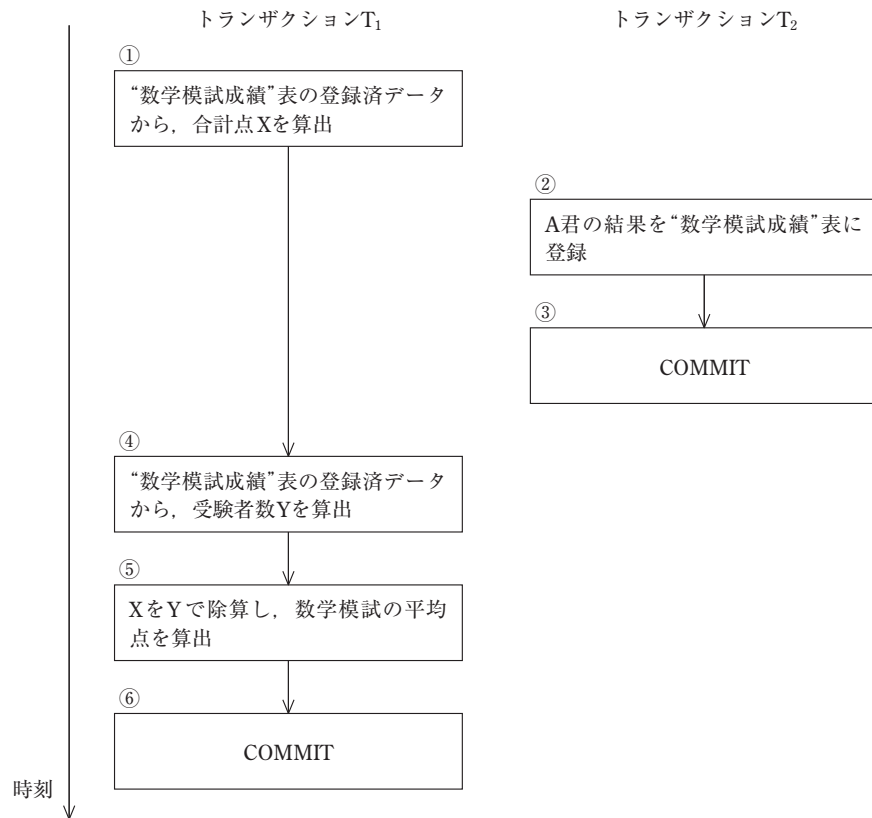 トランザクションT₁
トランザクションT₂
①
“数学模試成績”表の登録済データ
から，合計点Xを算出
②
A君の結果を“数学模試成績”表に
登録
③
COMMIT
④
“数学模試成績”表の登録済データ
から，受験者数Yを算出
⑤
XをYで除算し，数学模試の平均
点を算出
⑥
COMMIT
時刻